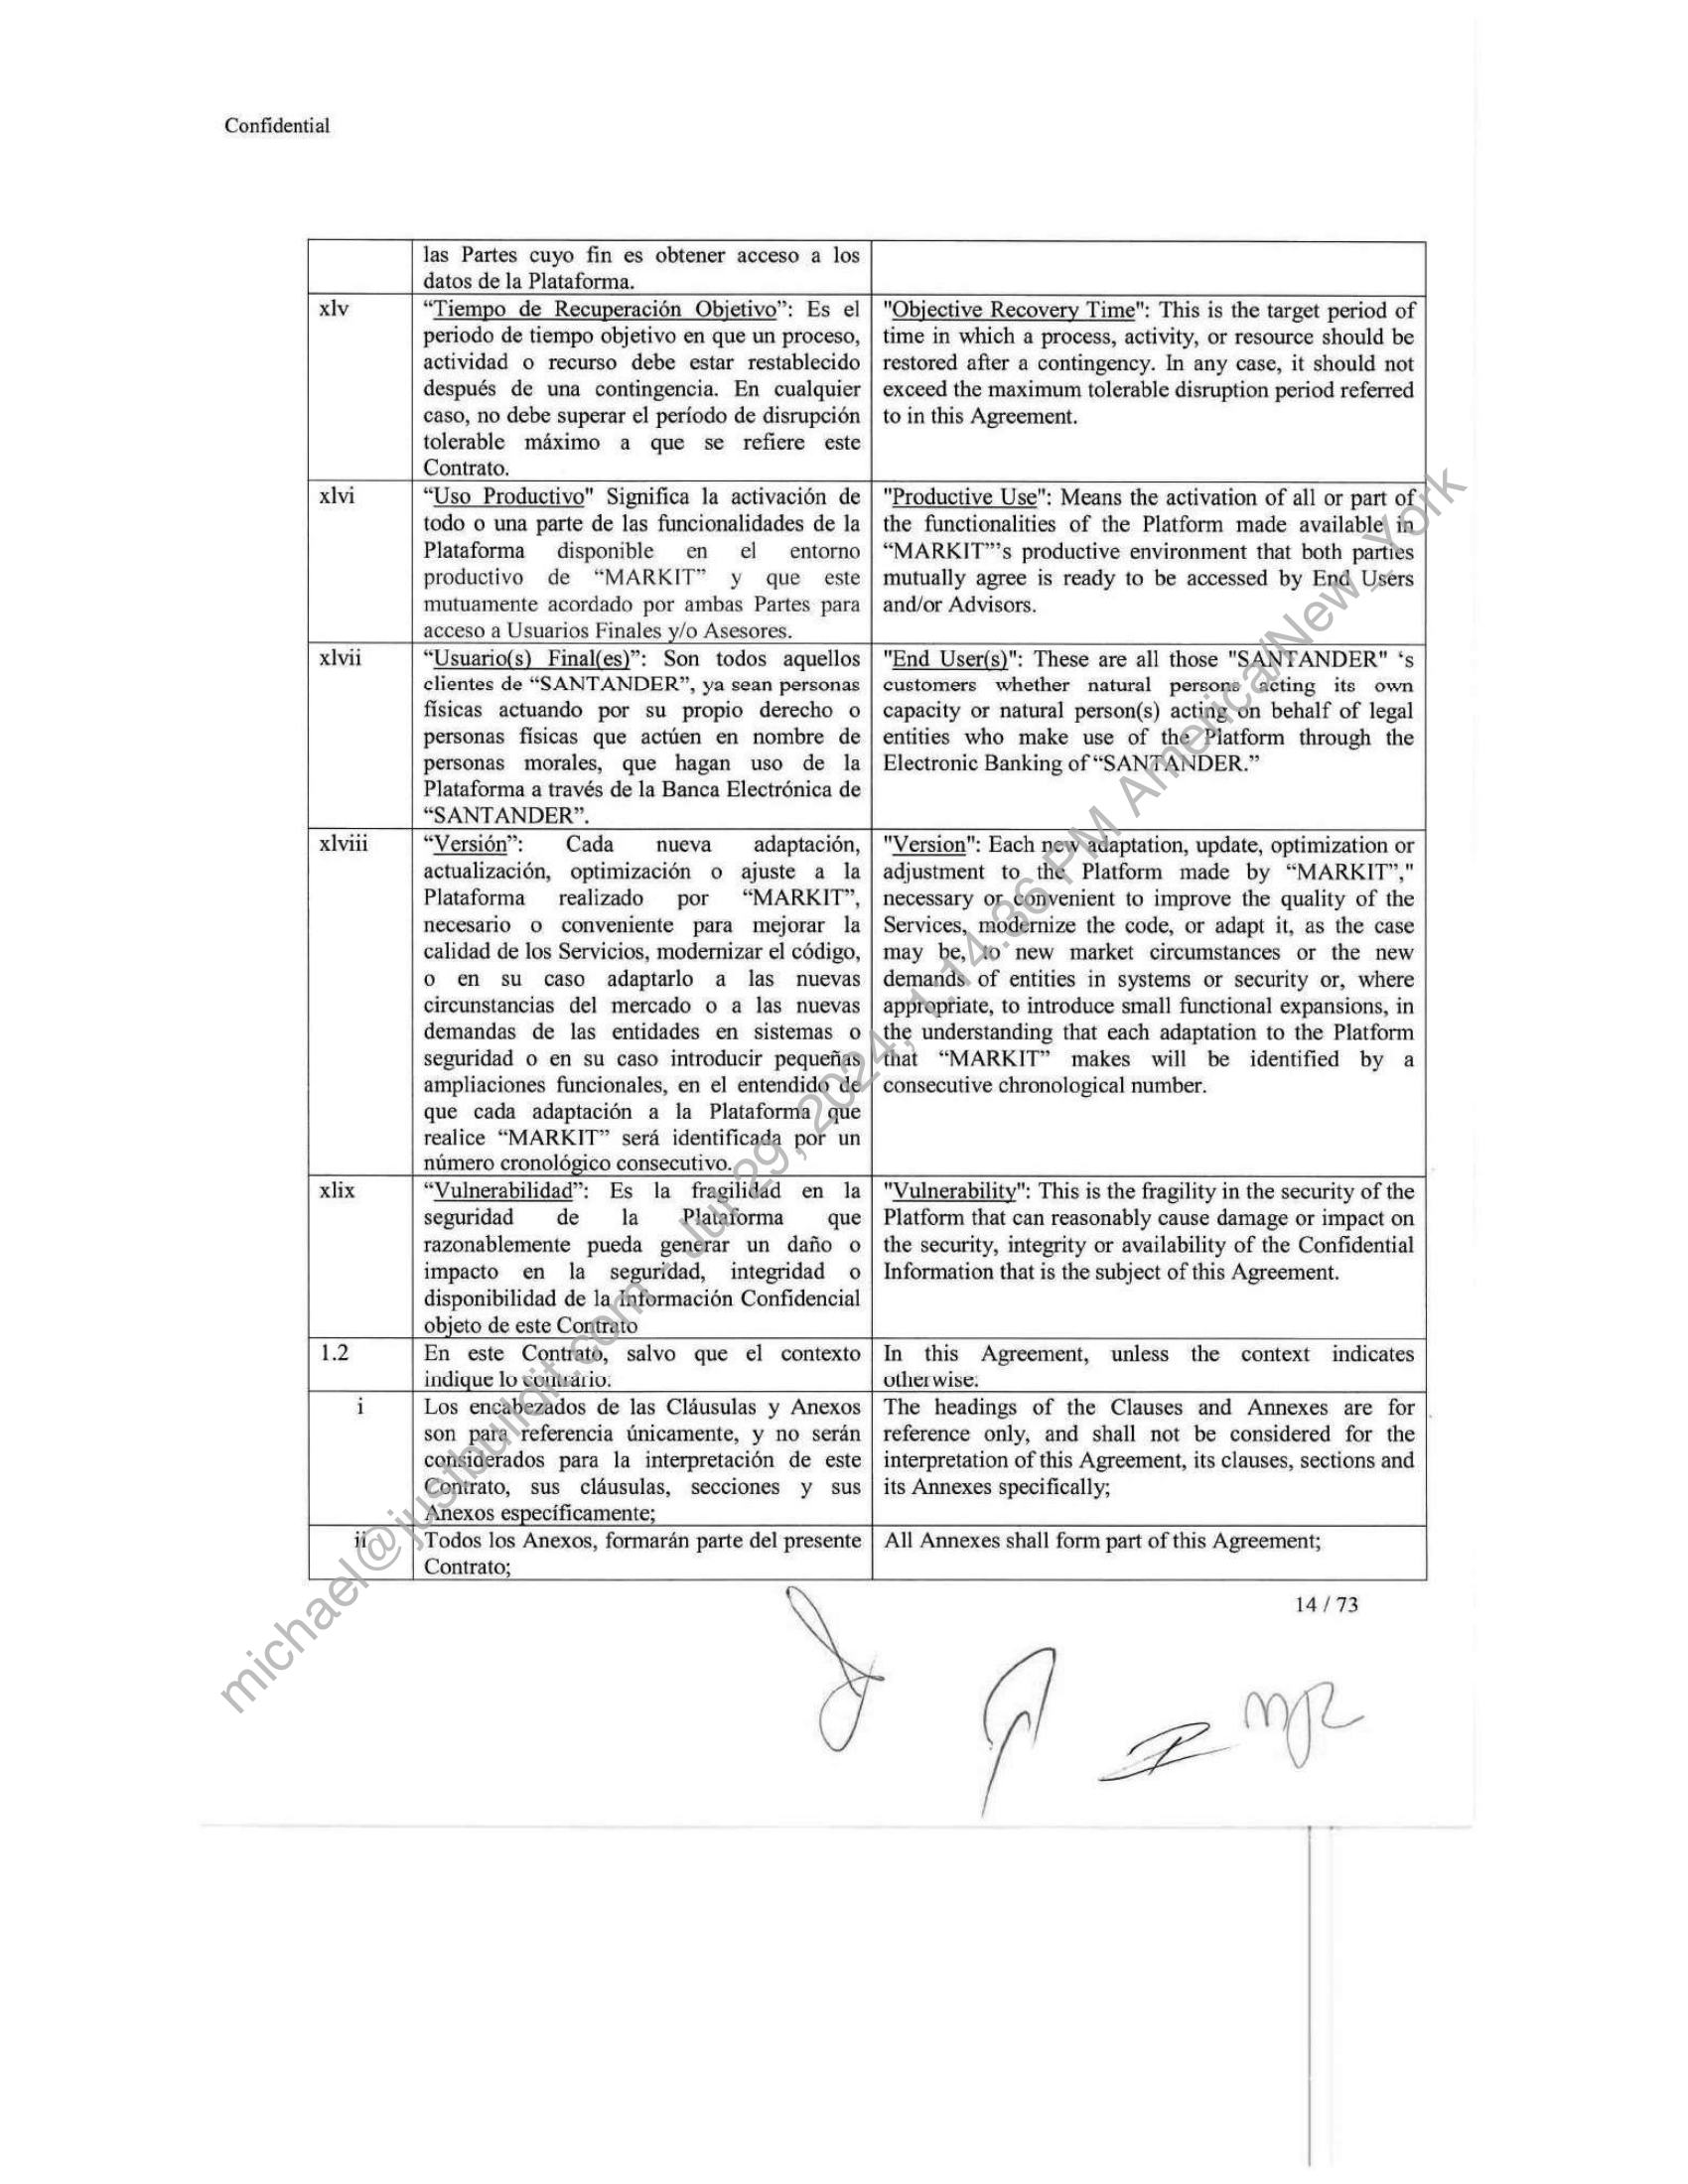 Confidential
las Partes cuyo fin es obtener acceso a los
datos de la Plataforma.
xlv
“Tiempo de Recuperación Objetivo”: Es el
periodo de tiempo objetivo en que un proceso,
actividad o recurso debe estar restablecido
después de una contingencia. En cualquier
caso, no debe superar el período de disrupción
tolerable máximo a que se refiere este
Contrato.
"Objective Recovery Time": This is the target period of
time in which a process, activity, or resource should be
restored after a contingency. In any case, it should not
exceed the maximum tolerable disruption period referred
to in this Agreement.
xlvi
“Uso Productivo" Significa la activación de
todo o una parte de las funcionalidades de la
Plataforma disponible en el entorno
productivo de “MARKIT” y que este
mutuamente acordado por ambas Partes para
acceso a Usuarios Finales y/o Asesores.
"Productive Use": Means the activation of all or part of
the functionalities of the Platform made available in
“MARKIT”'s productive environment that both parties
mutually agree is ready to be accessed by End Users
and/or Advisors.
xlvii
“Usuario(s) Final(es)”: Son todos aquellos
clientes de “SANTANDER”, ya sean personas
físicas actuando por su propio derecho o
personas físicas que actúen en nombre de
personas morales, que hagan uso de la
Plataforma a través de la Banca Electrónica de
“SANTANDER”.
"End User(s)": These are all those "SANTANDER" ‘s
customers whether natural persons acting its own
capacity or natural person(s) acting on behalf of legal
entities who make use of the Platform through the
Electronic Banking of “SANTANDER.”
xlviii
“Versión”: Cada nueva adaptación,
actualización, optimización o ajuste a la
Plataforma realizado por “MARKIT”,
necesario o conveniente para mejorar la
calidad de los Servicios, modernizar el código,
o en su caso adaptarlo a las nuevas
circunstancias del mercado o a las nuevas
demandas de las entidades en sistemas o
seguridad o en su caso introducir pequeñas
ampliaciones funcionales, en el entendido de
que cada adaptación a la Plataforma que
realice “MARKIT” será identificada por un
número cronológico consecutivo.
"Version": Each new adaptation, update, optimization or
adjustment to the Platform made by “MARKIT”,"
necessary or convenient to improve the quality of the
Services, modernize the code, or adapt it, as the case
may be, to new market circumstances or the new
demands of entities in systems or security or, where
appropriate, to introduce small functional expansions, in
the understanding that each adaptation to the Platform
that “MARKIT” makes will be identified by a
consecutive chronological number.
xlix
“Vulnerabilidad”: Es la fragilidad en la
seguridad de la Plataforma que
razonablemente pueda generar un daño o
impacto en la seguridad, integridad o
disponibilidad de la información Confidencial
objeto de este Contrato
"Vulnerability": This is the fragility in the security of the
Platform that can reasonably cause damage or impact on
the security, integrity or availability of the Confidential
Information that is the subject of this Agreement.
1.2
En este Contrato, salvo que el contexto
indique lo contrario:
In this Agreement, unless the context indicates
otherwise:
i
Los encabezados de las Cláusulas y Anexos
son para referencia únicamente, y no serán
considerados para la interpretación de este
Contrato, sus cláusulas, secciones y sus
Anexos específicamente;
The headings of the Clauses and Annexes are for
reference only, and shall not be considered for the
interpretation of this Agreement, its clauses, sections and
its Annexes specifically;
ii
Todos los Anexos, formarán parte del presente
Contrato;
All Annexes shall form part of this Agreement;
14 / 73
michael@justbuildit.com - Jul 29, 2024, 1:14:36 PM America/New_York